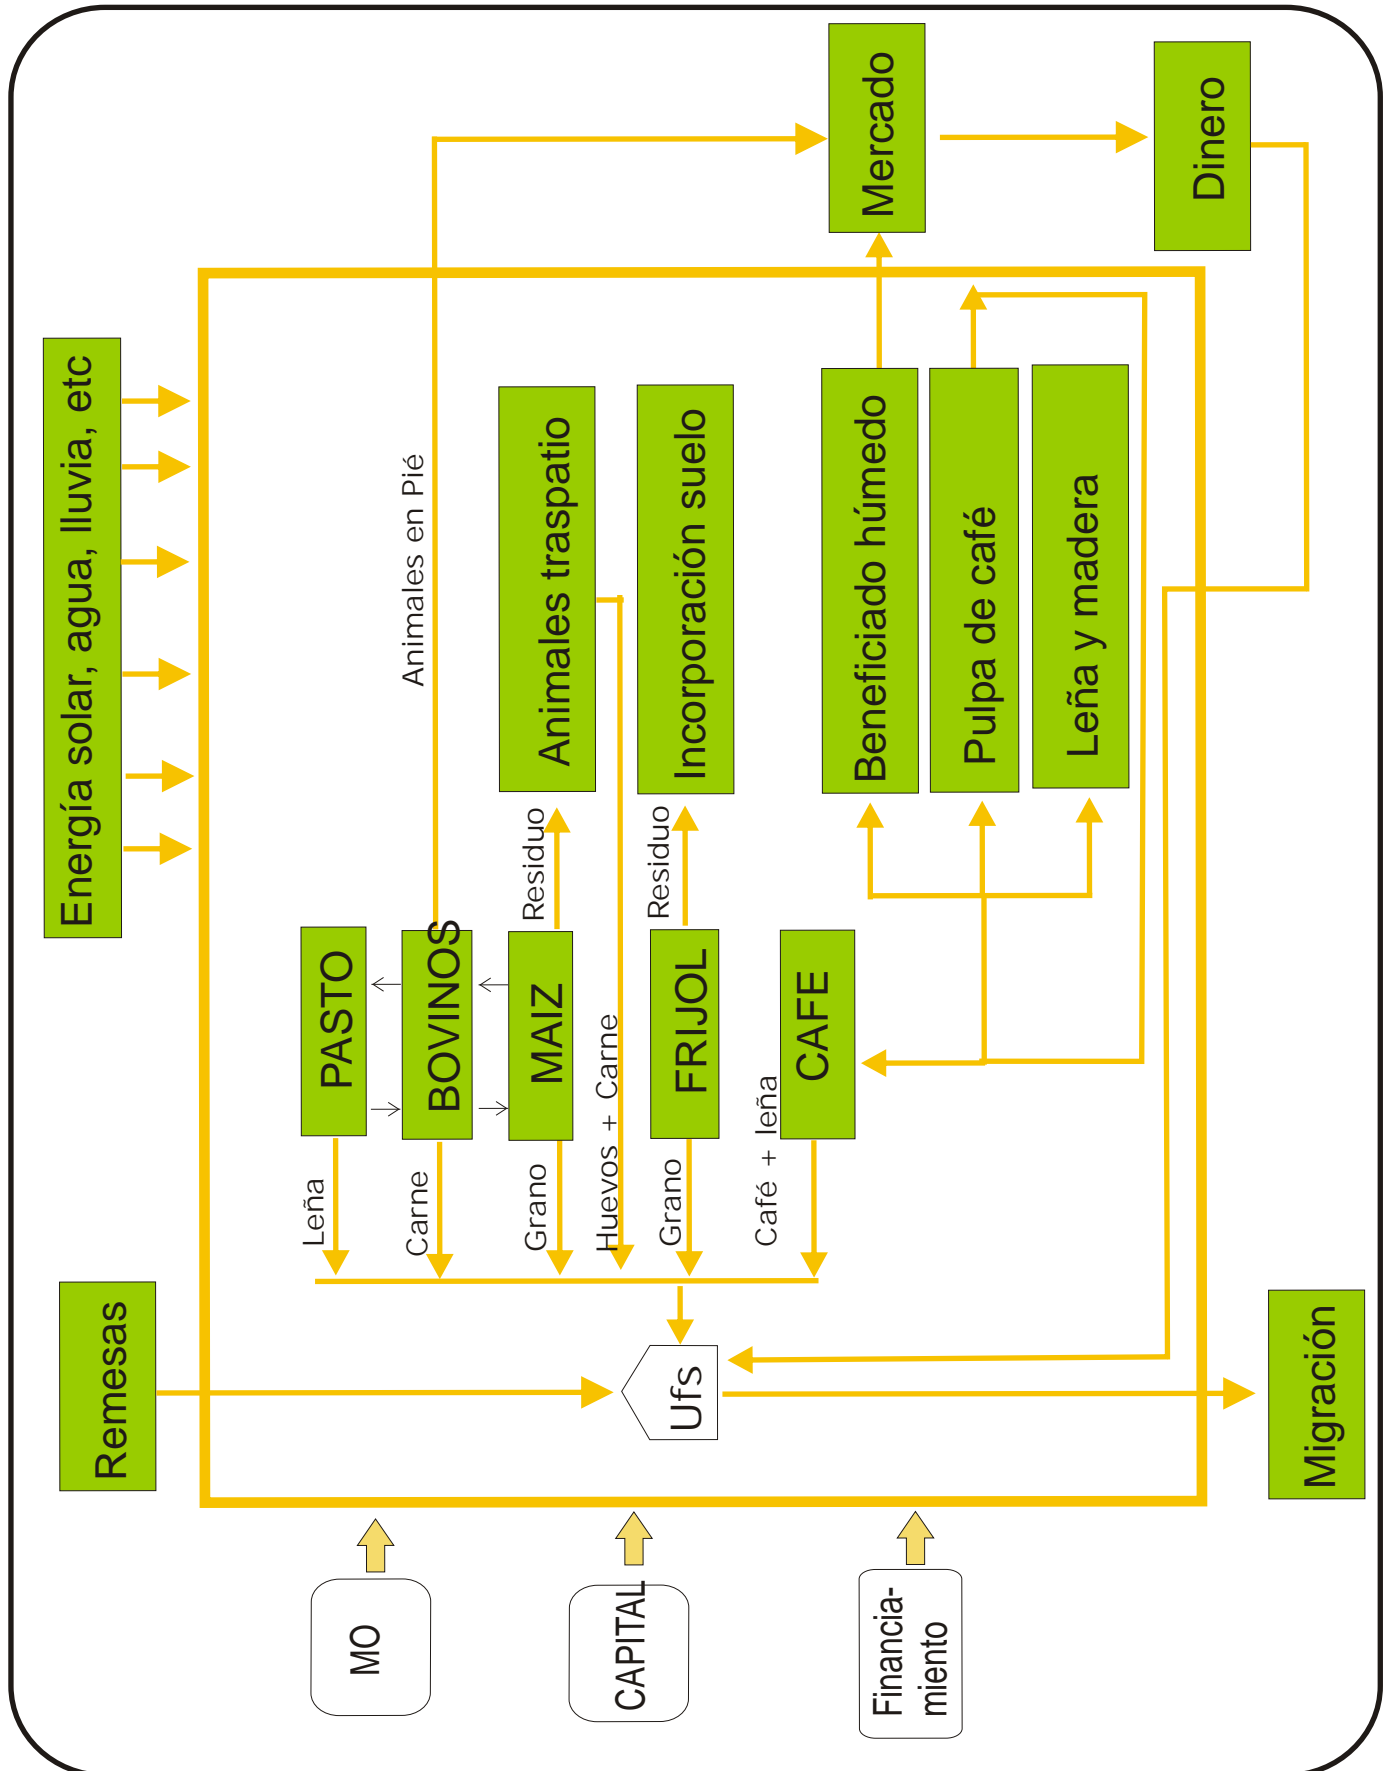 Energía solar, agua, lluvia, etc
Remesas
MO
CAPITAL
Financia-
miento
PASTO
BOVINOS
MAIZ
FRIJOL
CAFE
Leña
Carne
Grano
Huevos + Carne
Grano
Café + leña
Ufs
Residuo
Residuo
Animales en Pié
Animales traspatio
Incorporación suelo
Beneficiado húmedo
Pulpa de café
Leña y madera
Mercado
Dinero
Migración